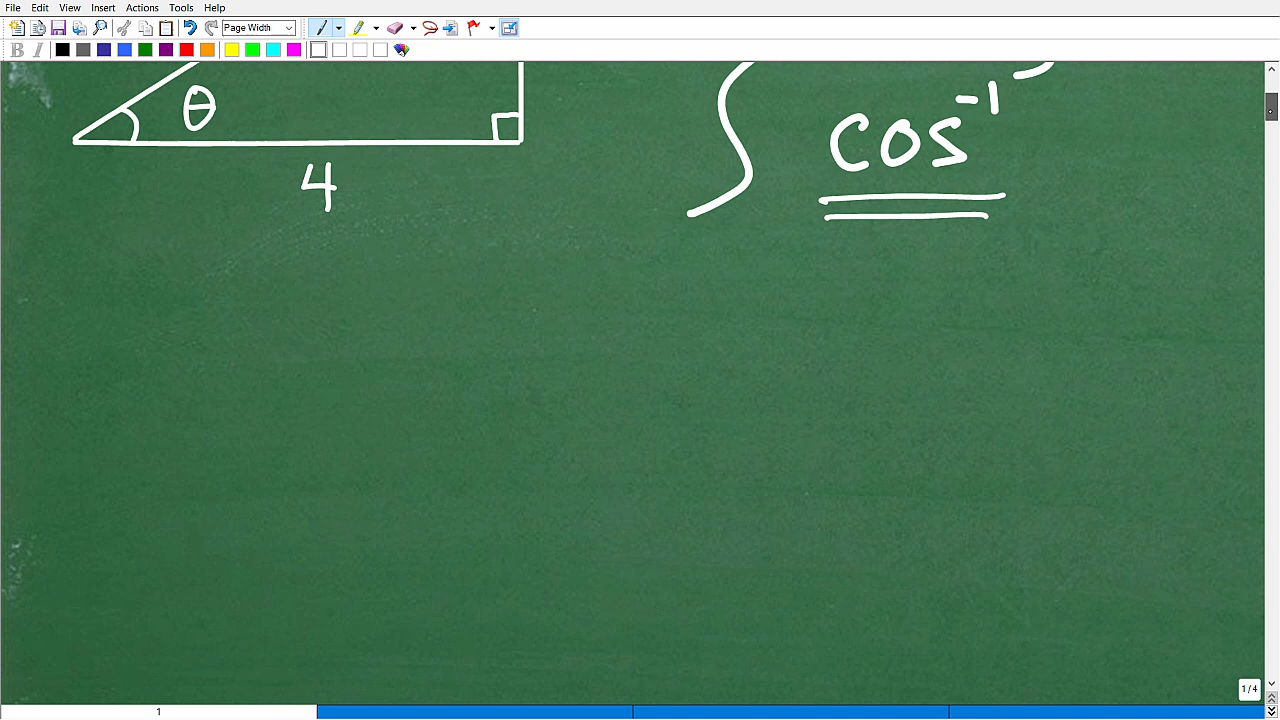 File Edit View Insert Actions Tools Help
Page Width
B I
θ
cos⁻¹
4
1 / 4
1